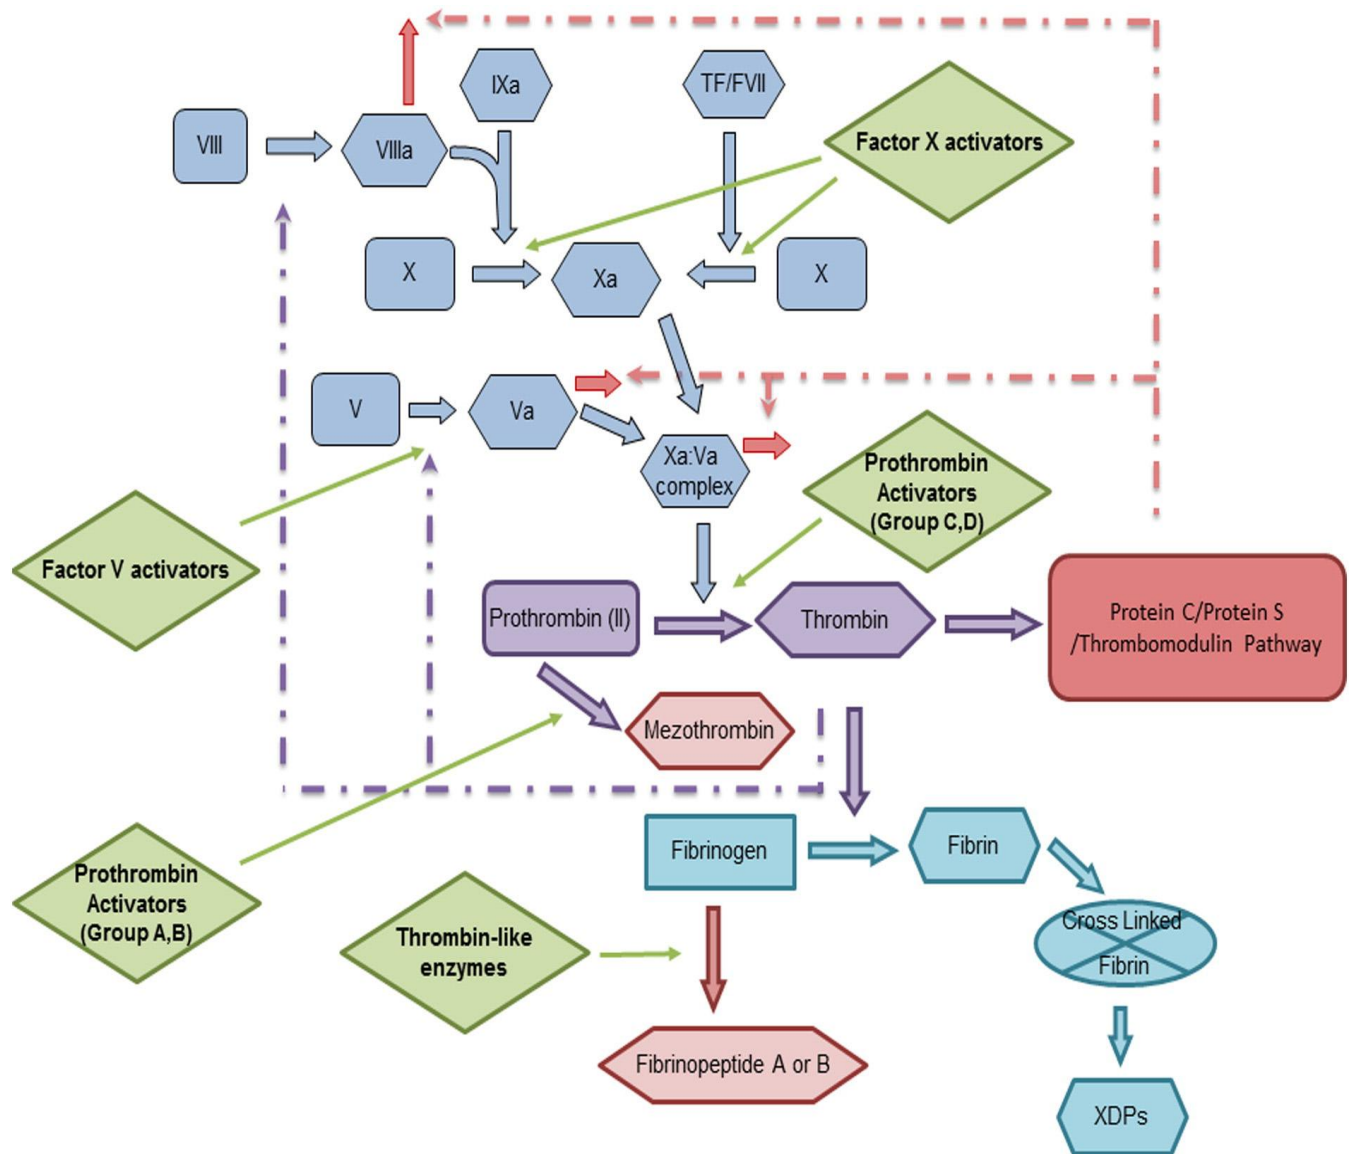 IXa
TF/FVII
VIII
VIIIa
Factor X activators
X
Xa
X
V
Va
Xa:Va
complex
Prothrombin
Activators
(Group C,D)
Factor V activators
Prothrombin (II)
Thrombin
Protein C/Protein S
/Thrombomodulin Pathway
Mezothrombin
Fibrinogen
Fibrin
Prothrombin
Activators
(Group A,B)
Thrombin-like
enzymes
Cross Linked
Fibrin
Fibrinopeptide A or B
XDPs